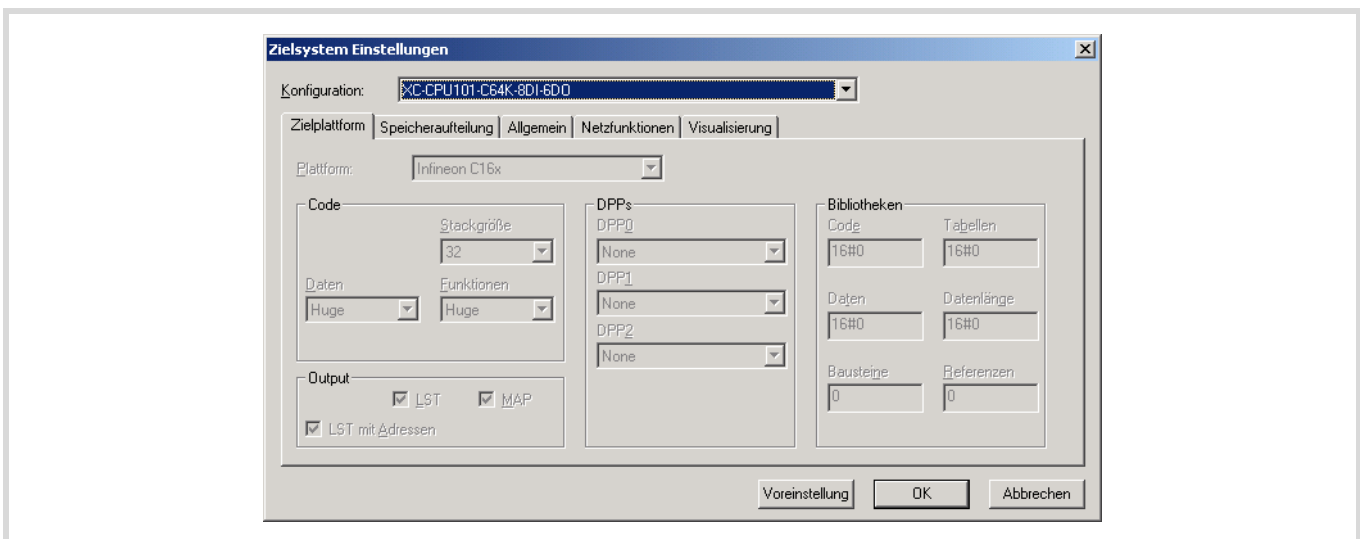 Zielsystem Einstellungen
Konfiguration: XC-CPU101-C64K-8DI-6DO
Zielplattform Speicheraufteilung Allgemein Netzfunktionen Visualisierung
Plattform: Infineon C16x
Code
Stackgröße
32
Daten Funktionen
Huge Huge
Output
LST MAP
LST mit Adressen
DPPs
DPP0
None
DPP1
None
DPP2
None
Bibliotheken
Code Tabellen
16#0 16#0
Daten Datenlänge
16#0 16#0
Bausteine Referenzen
0 0
Voreinstellung OK Abbrechen